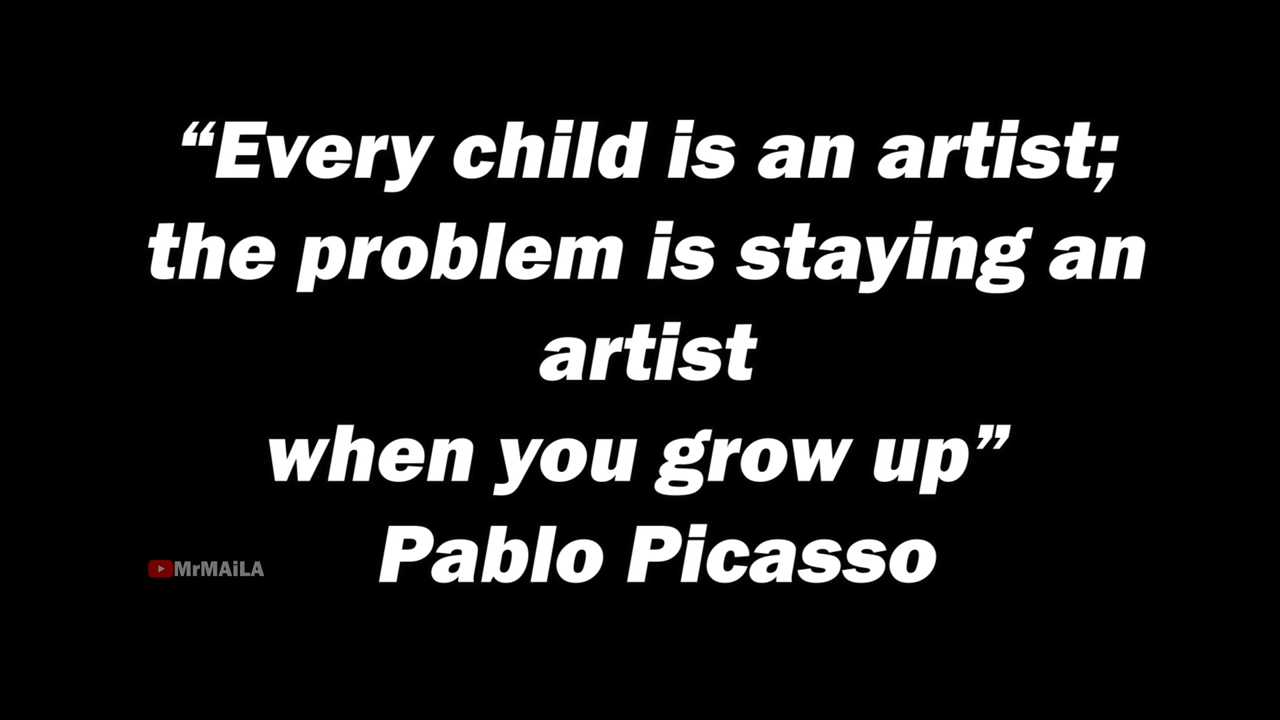 “Every child is an artist;
the problem is staying an
artist
when you grow up”
Pablo Picasso
MrMAiLA